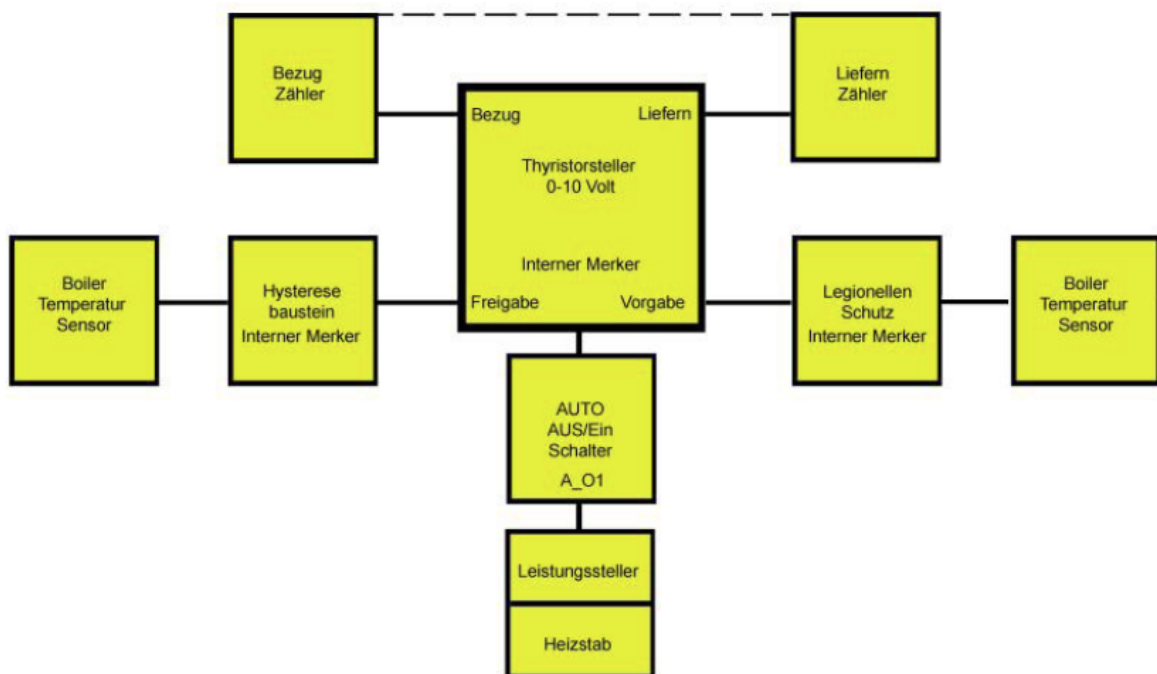 Bezug
Zähler
Liefern
Zähler
Bezug
Liefern
Thyristorsteller
0-10 Volt
Interner Merker
Freigabe
Vorgabe
Boiler
Temperatur
Sensor
Hysterese
baustein
Interner Merker
Legionellen
Schutz
Interner Merker
Boiler
Temperatur
Sensor
AUTO
AUS/Ein
Schalter
A_O1
Leistungssteller
Heizstab